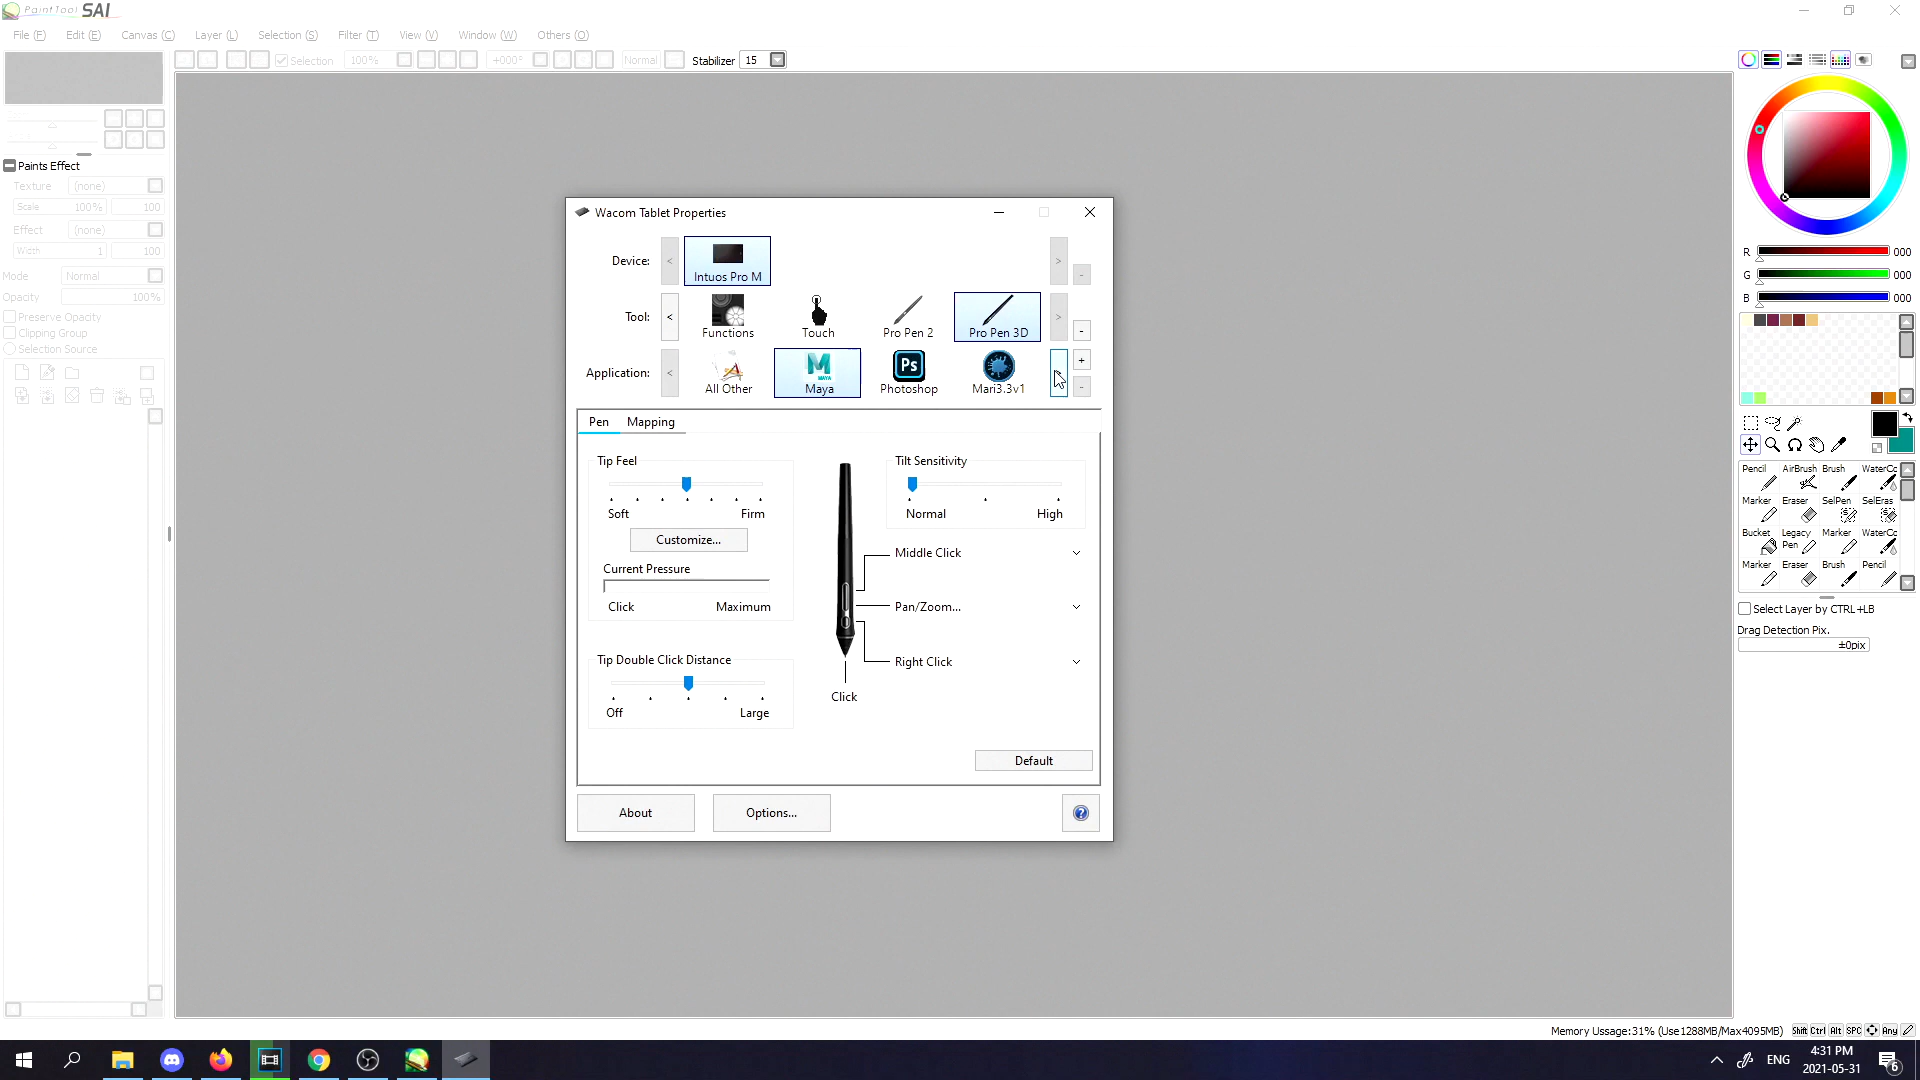 PaintTool SAI
File (F) Edit (E) Canvas (C) Layer (L) Selection (S) Filter (T) View (V) Window (W) Others (O)
Selection 100% +000° Normal Stabilizer 15
Paints Effect
Texture (none)
Scale 100% 100
Effect (none)
Width 1 100
Mode Normal
Opacity 100%
Preserve Opacity
Clipping Group
Selection Source
Wacom Tablet Properties
Device: < Intuos Pro M > -
Tool: < Functions Touch Pro Pen 2 Pro Pen 3D > -
Application: < All Other Maya Photoshop Mari3.3v1 > + -
MAYA
Ps
Pen Mapping
Tip Feel
Soft Firm
Customize...
Current Pressure
Click Maximum
Tip Double Click Distance
Off Large
Tilt Sensitivity
Normal High
Middle Click
Pan/Zoom...
Right Click
Click
Default
About Options...
R 000
G 000
B 000
Pencil AirBrush Brush WaterCc
Marker Eraser SelPen SelEras
Bucket Legacy Pen Marker WaterCc
Marker Eraser Brush Pencil
Select Layer by CTRL+LB
Drag Detection Pix.
±0pix
Memory Ussage:31% (Use1288MB/Max4095MB) Shift Ctrl Alt SPC Any
ENG 4:31 PM
2021-05-31
6